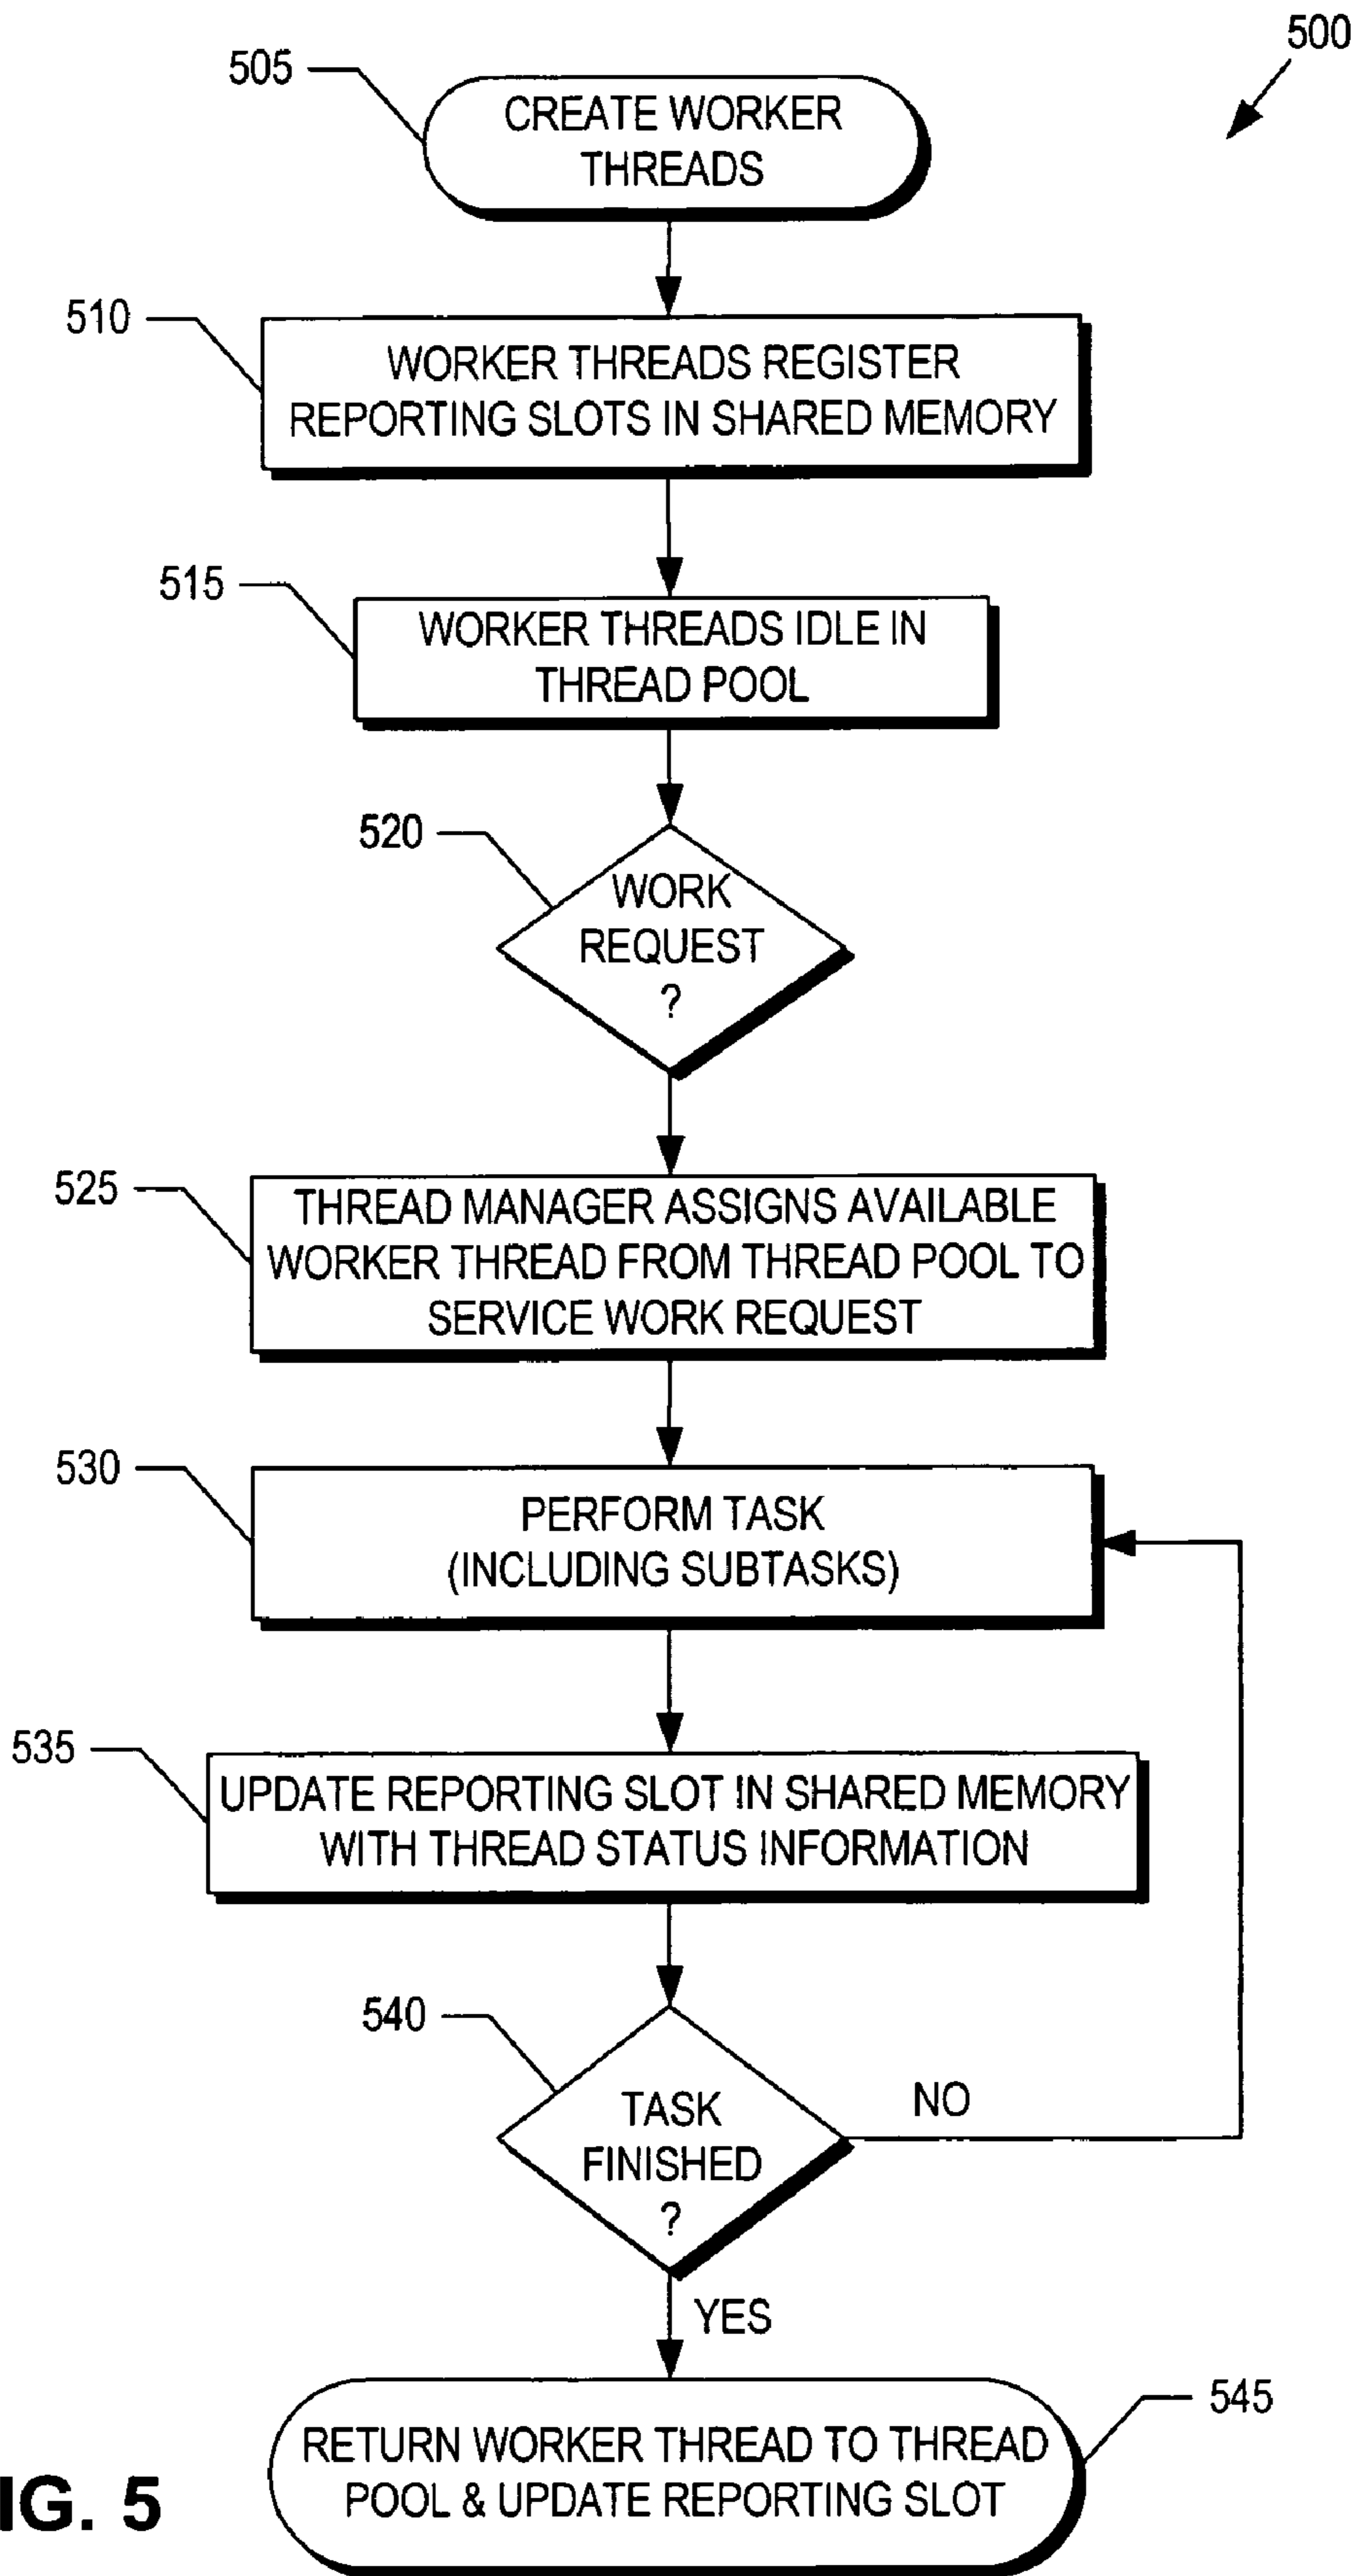 500
505
CREATE WORKER
THREADS
510
WORKER THREADS REGISTER
REPORTING SLOTS IN SHARED MEMORY
515
WORKER THREADS IDLE IN
THREAD POOL
520
WORK
REQUEST
?
525
THREAD MANAGER ASSIGNS AVAILABLE
WORKER THREAD FROM THREAD POOL TO
SERVICE WORK REQUEST
530
PERFORM TASK
(INCLUDING SUBTASKS)
535
UPDATE REPORTING SLOT IN SHARED MEMORY
WITH THREAD STATUS INFORMATION
540
TASK
FINISHED
?
NO
YES
545
RETURN WORKER THREAD TO THREAD
POOL & UPDATE REPORTING SLOT
IG. 5